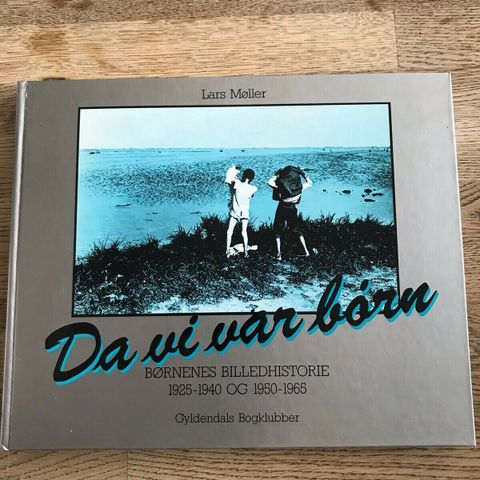 Lars Møller
Da vi var børn
BØRNENES BILLEDHISTORIE
1925-1940 OG 1950-1965
Gyldendals Bogklubber